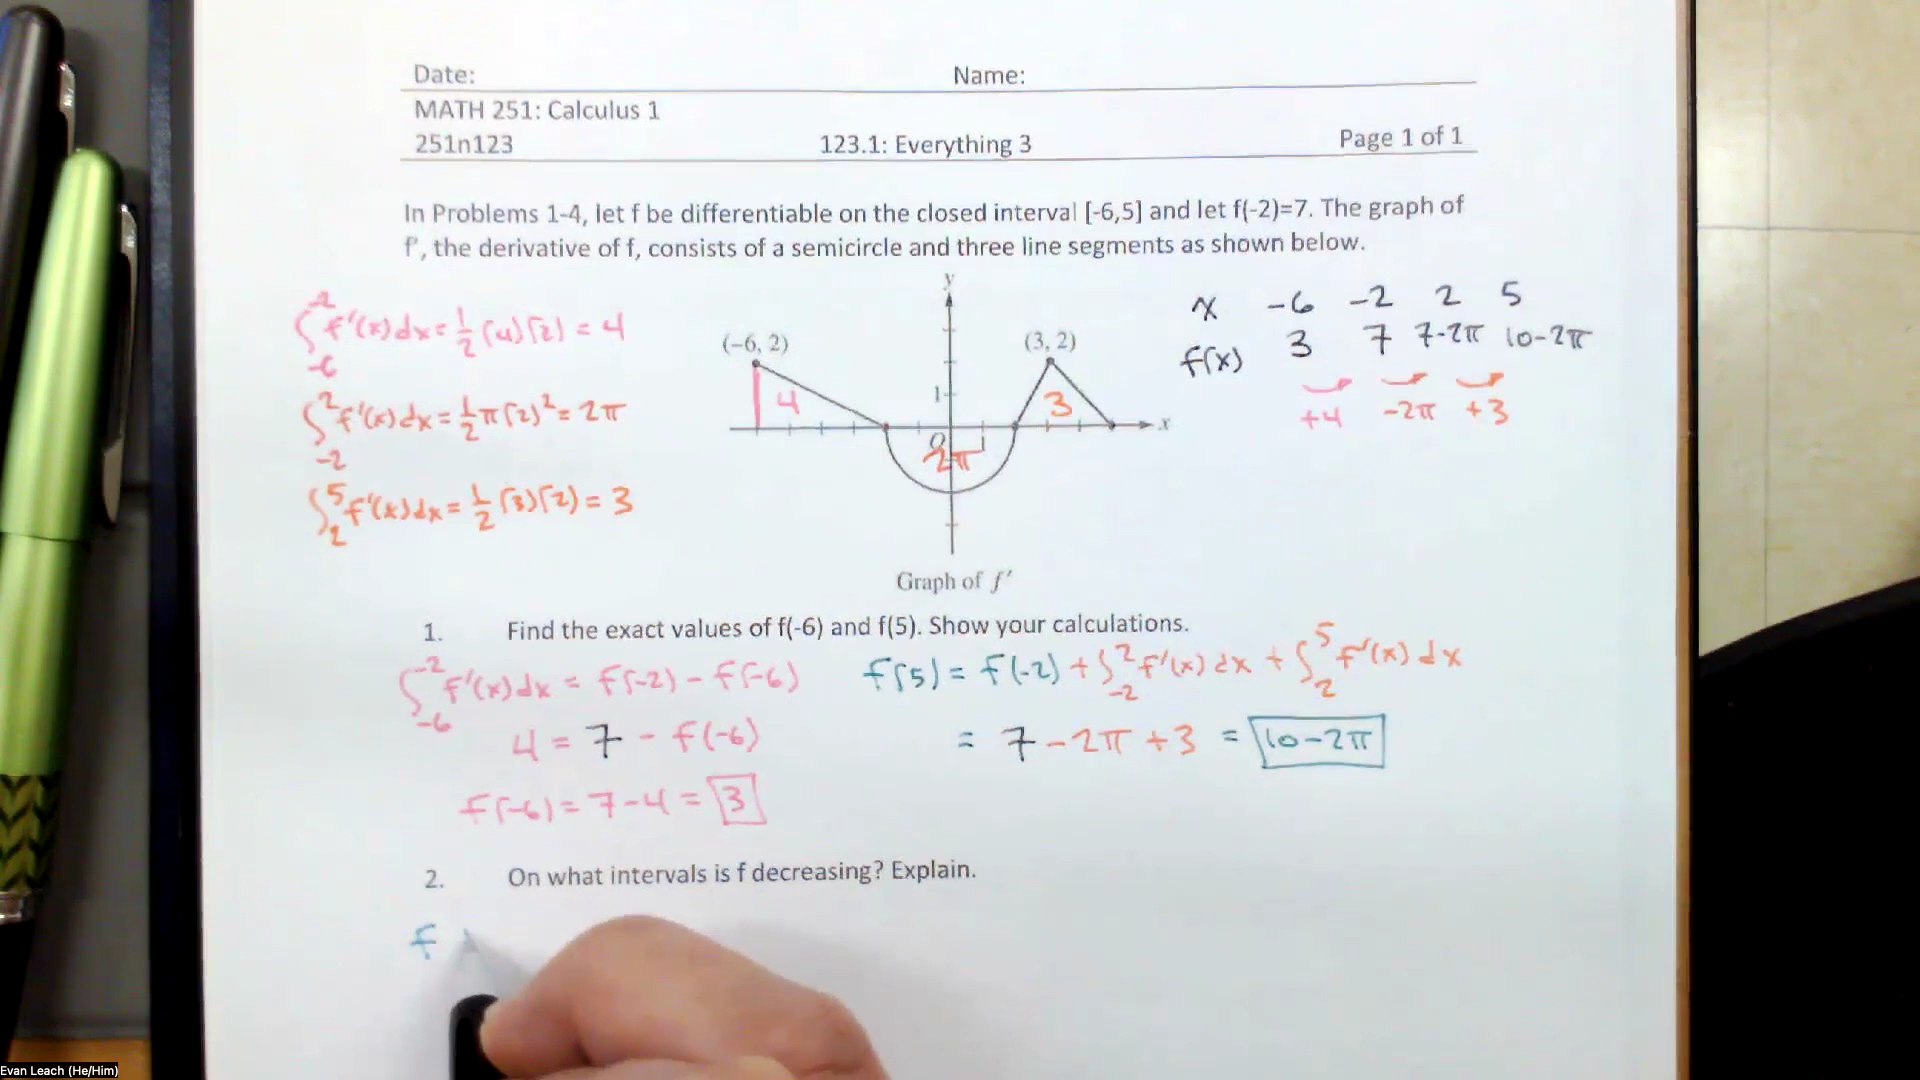 Date: Name:
MATH 251: Calculus 1
251n123 123.1: Everything 3 Page 1 of 1
In Problems 1-4, let f be differentiable on the closed interval [-6,5] and let f(-2)=7. The graph of
f', the derivative of f, consists of a semicircle and three line segments as shown below.
∫_{-6}^{-2} f'(x)dx = 1/2 (4)(2) = 4
∫_{-2}^{2} f'(x)dx = 1/2 π(2)² = 2π
∫_{2}^{5} f'(x)dx = 1/2 (3)(2) = 3
y
(-6, 2) (3, 2)
4 1 3
x
O 1
2π
Graph of f'
x -6 -2 2 5
f(x) 3 7 7-2π 10-2π
+4 -2π +3
1. Find the exact values of f(-6) and f(5). Show your calculations.
∫_{-6}^{-2} f'(x)dx = f(-2) - f(-6)
4 = 7 - f(-6)
f(-6) = 7-4 = 3
f(5) = f(-2) + ∫_{-2}^{2} f'(x)dx + ∫_{2}^{5} f'(x)dx
= 7 - 2π + 3 = 10-2π
2. On what intervals is f decreasing? Explain.
f
Evan Leach (He/Him)